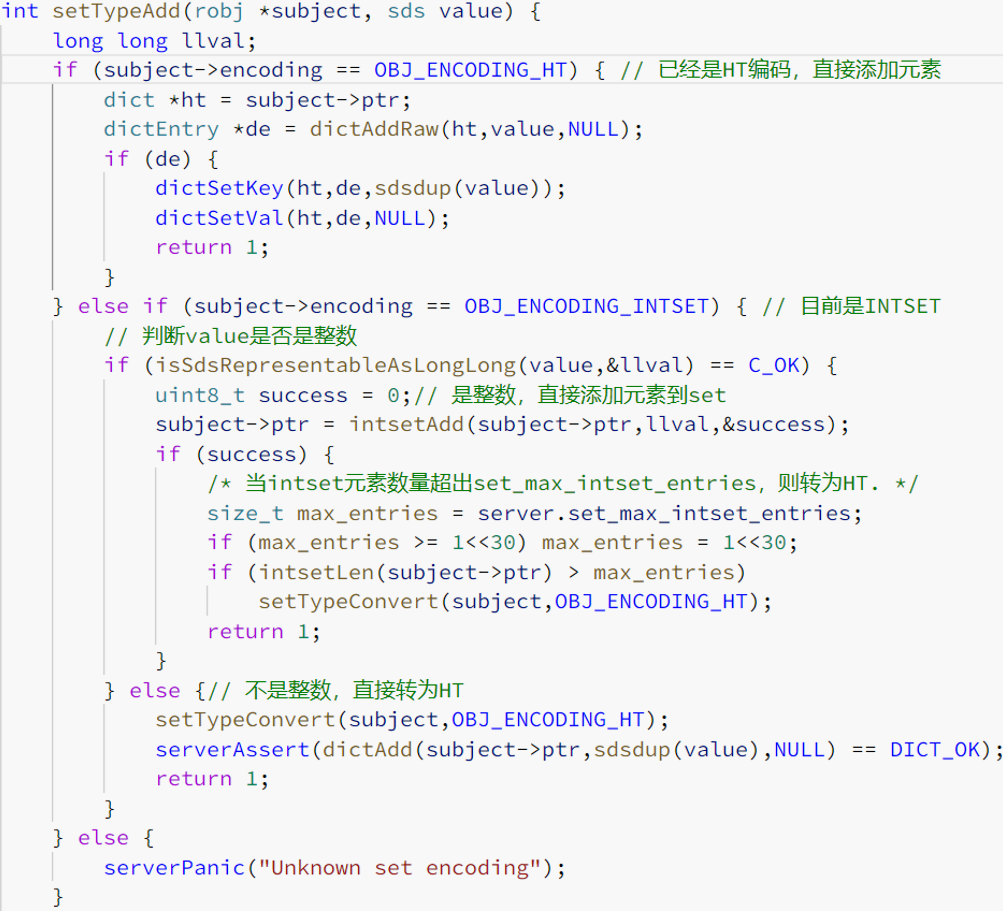 int setTypeAdd(robj *subject, sds value) {
    long long llval;
    if (subject->encoding == OBJ_ENCODING_HT) { // 已经是HT编码，直接添加元素
        dict *ht = subject->ptr;
        dictEntry *de = dictAddRaw(ht,value,NULL);
        if (de) {
            dictSetKey(ht,de,sdsdup(value));
            dictSetVal(ht,de,NULL);
            return 1;
        }
    } else if (subject->encoding == OBJ_ENCODING_INTSET) { // 目前是INTSET
        // 判断value是否是整数
        if (isSdsRepresentableAsLongLong(value,&llval) == C_OK) {
            uint8_t success = 0;// 是整数，直接添加元素到set
            subject->ptr = intsetAdd(subject->ptr,llval,&success);
            if (success) {
                /* 当intset元素数量超出set_max_intset_entries，则转为HT. */
                size_t max_entries = server.set_max_intset_entries;
                if (max_entries >= 1<<30) max_entries = 1<<30;
                if (intsetLen(subject->ptr) > max_entries)
                    setTypeConvert(subject,OBJ_ENCODING_HT);
                return 1;
            }
        } else {// 不是整数，直接转为HT
            setTypeConvert(subject,OBJ_ENCODING_HT);
            serverAssert(dictAdd(subject->ptr,sdsdup(value),NULL) == DICT_OK);
            return 1;
        }
    } else {
        serverPanic("Unknown set encoding");
    }